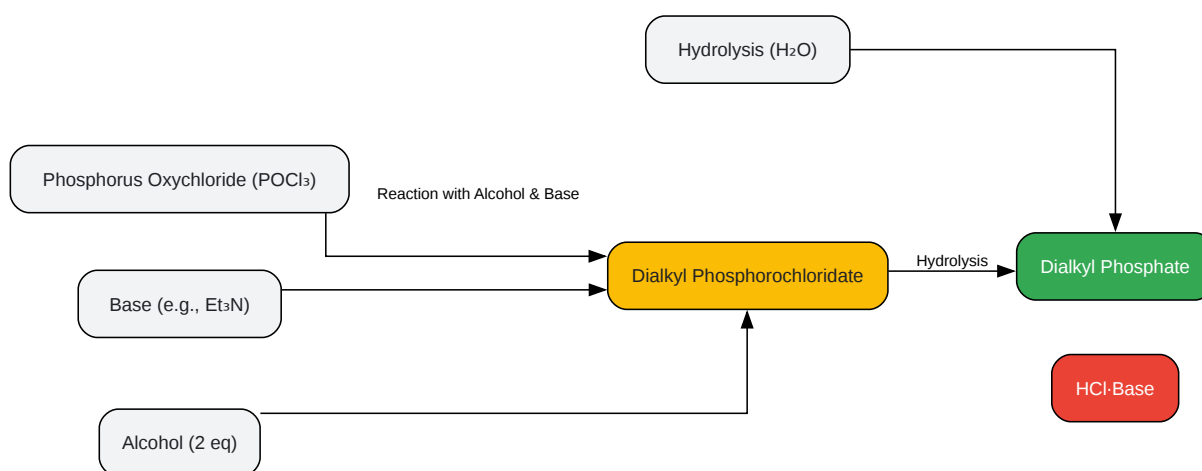 Hydrolysis (H₂O)
Phosphorus Oxychloride (POCl₃)
Reaction with Alcohol & Base
Base (e.g., Et₃N)
Dialkyl Phosphorochloridate
Hydrolysis
Dialkyl Phosphate
HCl·Base
Alcohol (2 eq)